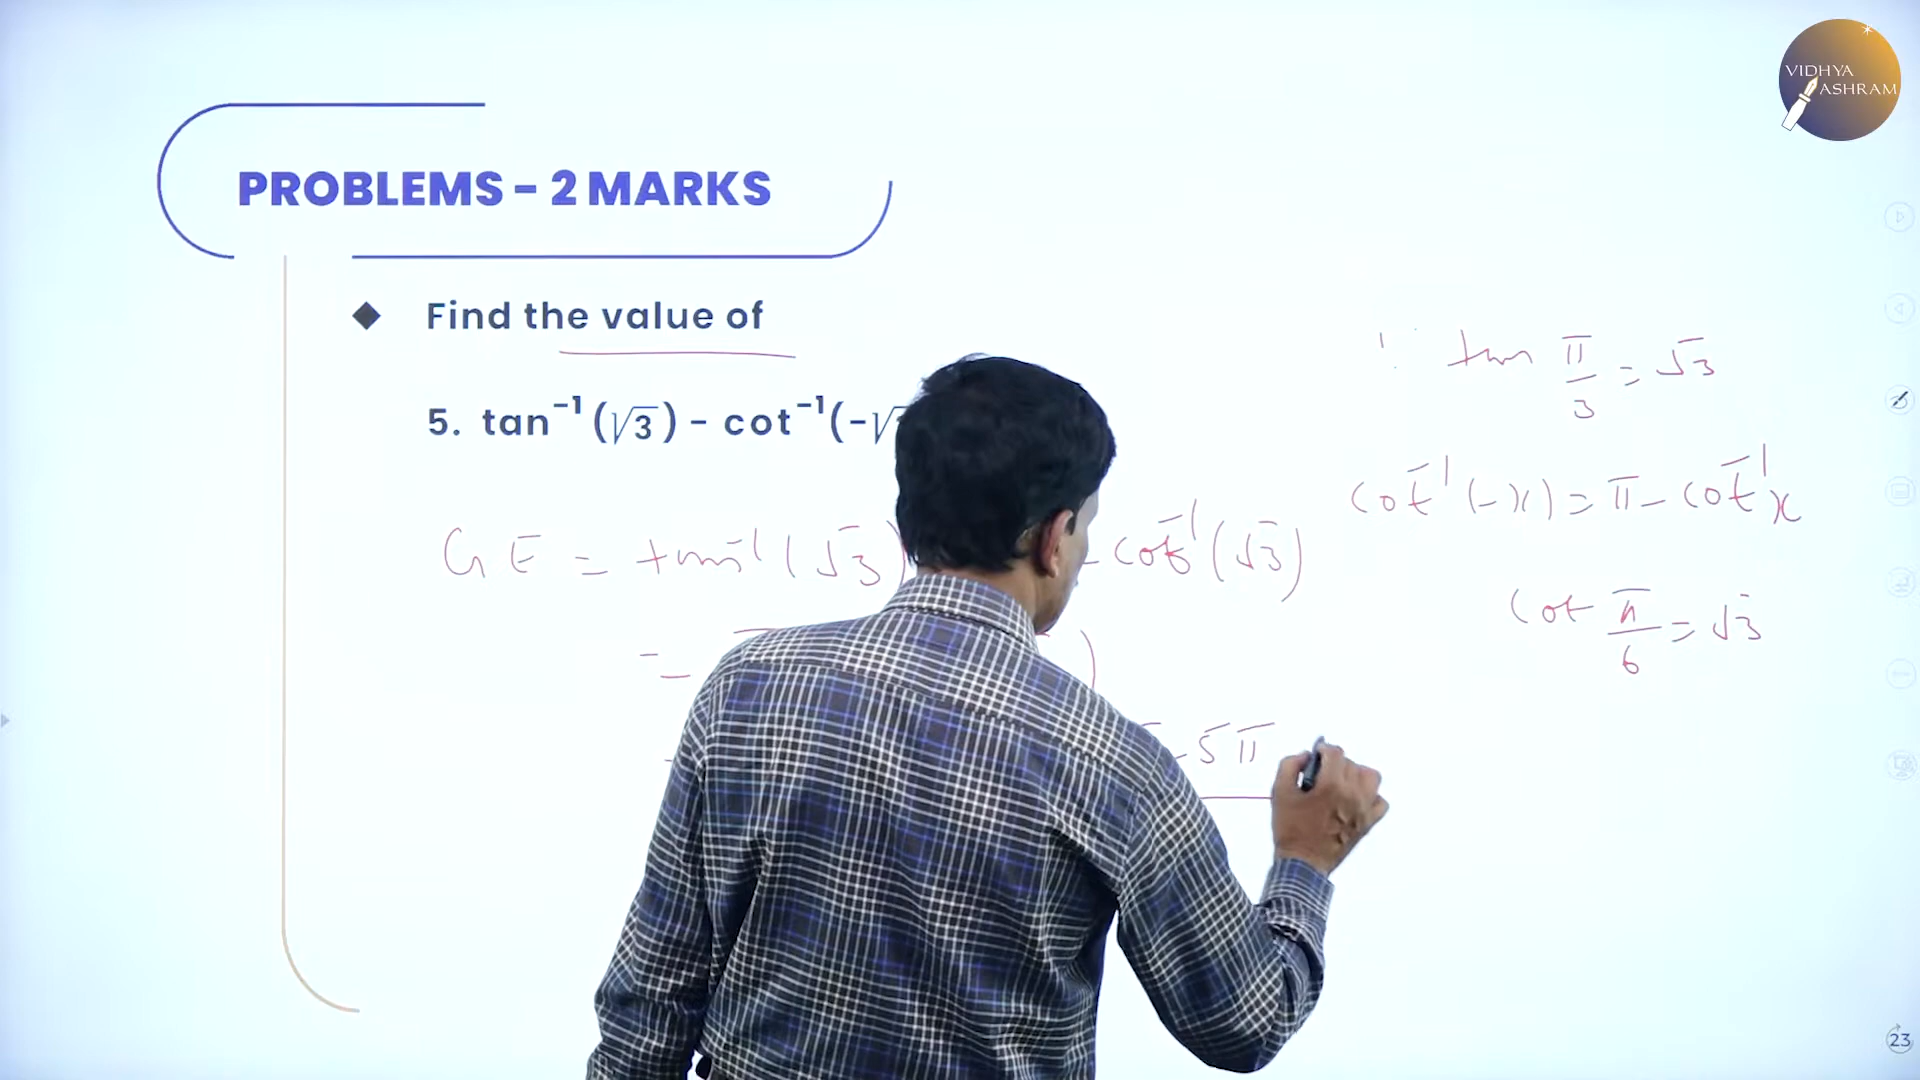 VIDHYA
ASHRAM
PROBLEMS - 2 MARKS
◆ Find the value of
5. tan⁻¹(√3) - cot⁻¹(-√
∵ tan π/3 = √3
cot⁻¹(-x) = π - cot⁻¹x
GE = tan⁻¹(√3) - cot⁻¹(√3)
cot π/6 = √3
=
)
- 5π
23